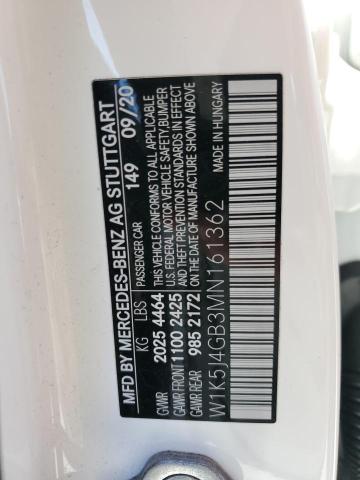 MFD BY MERCEDES-BENZ AG STUTTGART
149 09/20
PASSENGER CAR
KG LBS
GVWR 2025 4464
GAWR FRONT 1100 2425
GAWR REAR 985 2172
THIS VEHICLE CONFORMS TO ALL APPLICABLE
U.S. FEDERAL MOTOR VEHICLE SAFETY, BUMPER
AND THEFT PREVENTION STANDARDS IN EFFECT
ON THE DATE OF MANUFACTURE SHOWN ABOVE
MADE IN HUNGARY
W1K5J4GB3MN161362